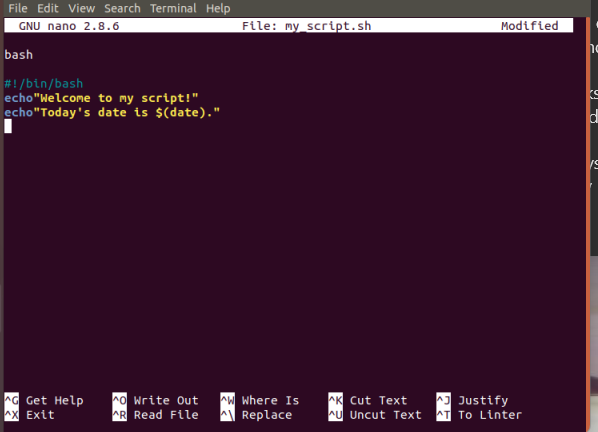 File Edit View Search Terminal Help
GNU nano 2.8.6 File: my_script.sh Modified
bash
#!/bin/bash
echo"Welcome to my script!"
echo"Today's date is $(date)."
^G Get Help ^O Write Out ^W Where Is ^K Cut Text ^J Justify
^X Exit ^R Read File ^\ Replace ^U Uncut Text ^T To Linter